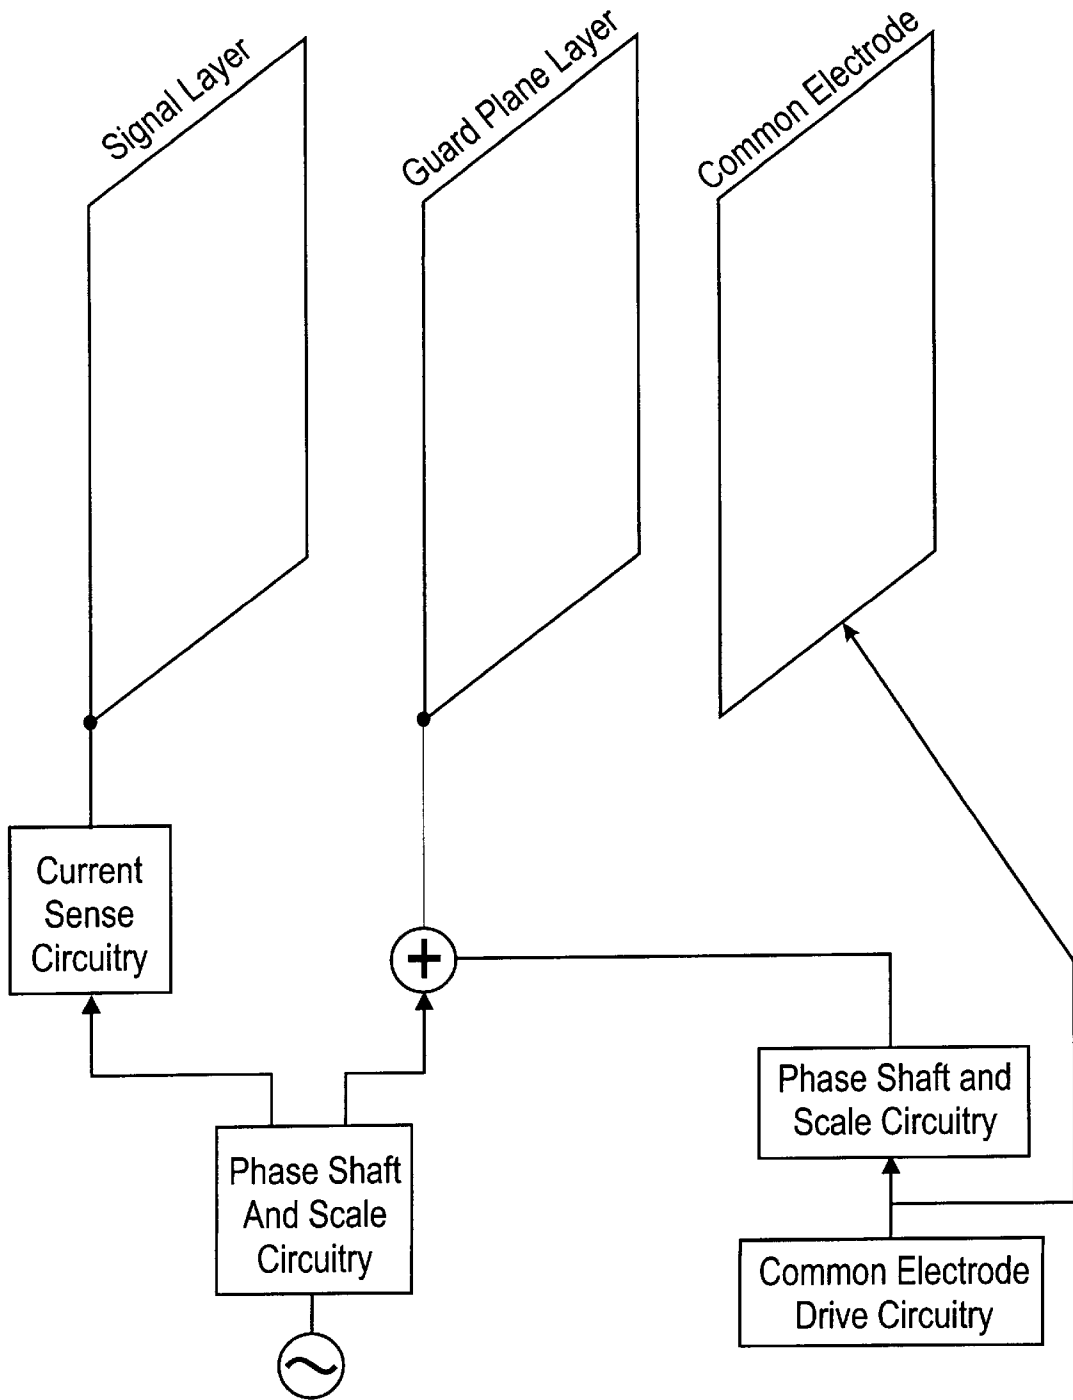 Signal Layer
Guard Plane Layer
Common Electrode
Current
Sense
Circuitry
+
Phase Shaft and
Scale Circuitry
Phase Shaft
And Scale
Circuitry
Common Electrode
Drive Circuitry